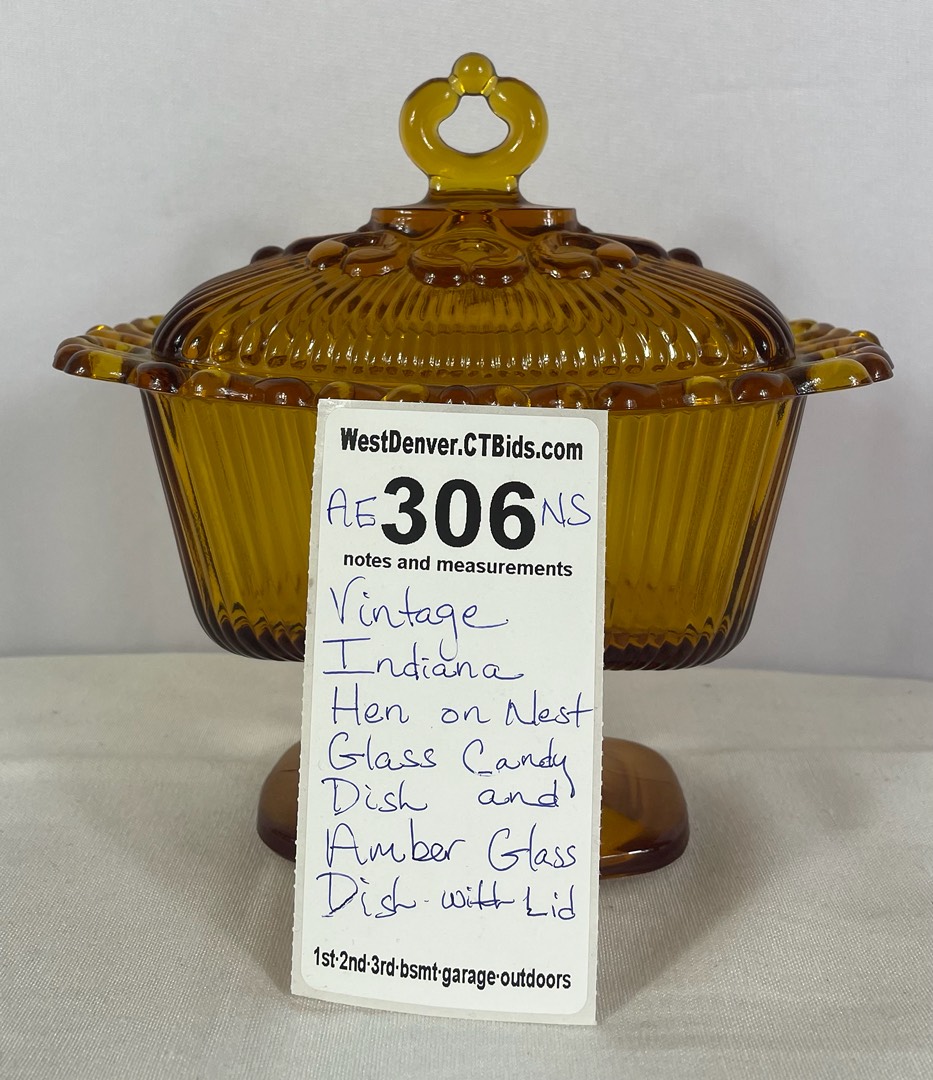 WestDenver.CTBids.com
AE 306 NS
notes and measurements
Vintage
Indiana
Hen on Nest
Glass Candy
Dish and
Amber Glass
Dish with Lid
1st·2nd·3rd·bsmt·garage·outdoors